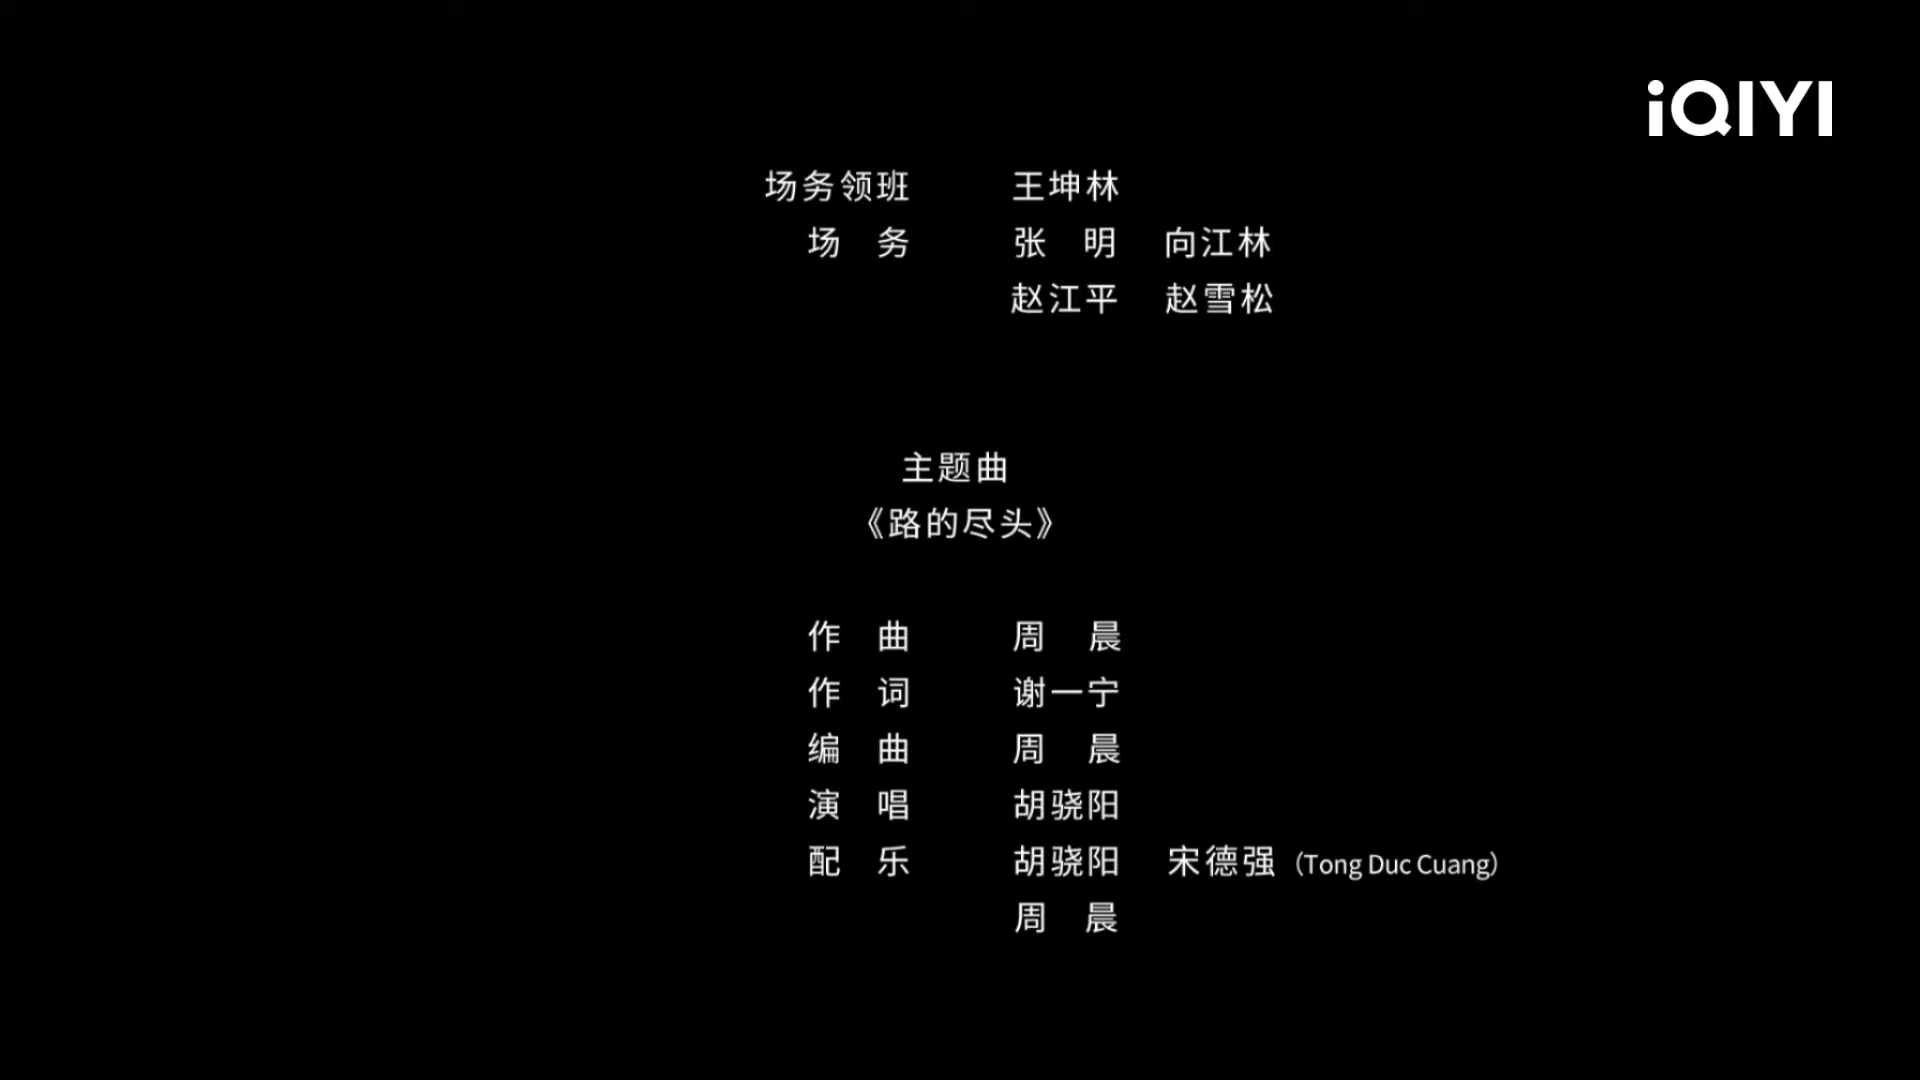 iQIYI
场务领班 王坤林
场 务 张 明 向江林
赵江平 赵雪松
主题曲
《路的尽头》
作 曲 周 晨
作 词 谢一宁
编 曲 周 晨
演 唱 胡骁阳
配 乐 胡骁阳 宋德强（Tong Duc Cuang）
周 晨